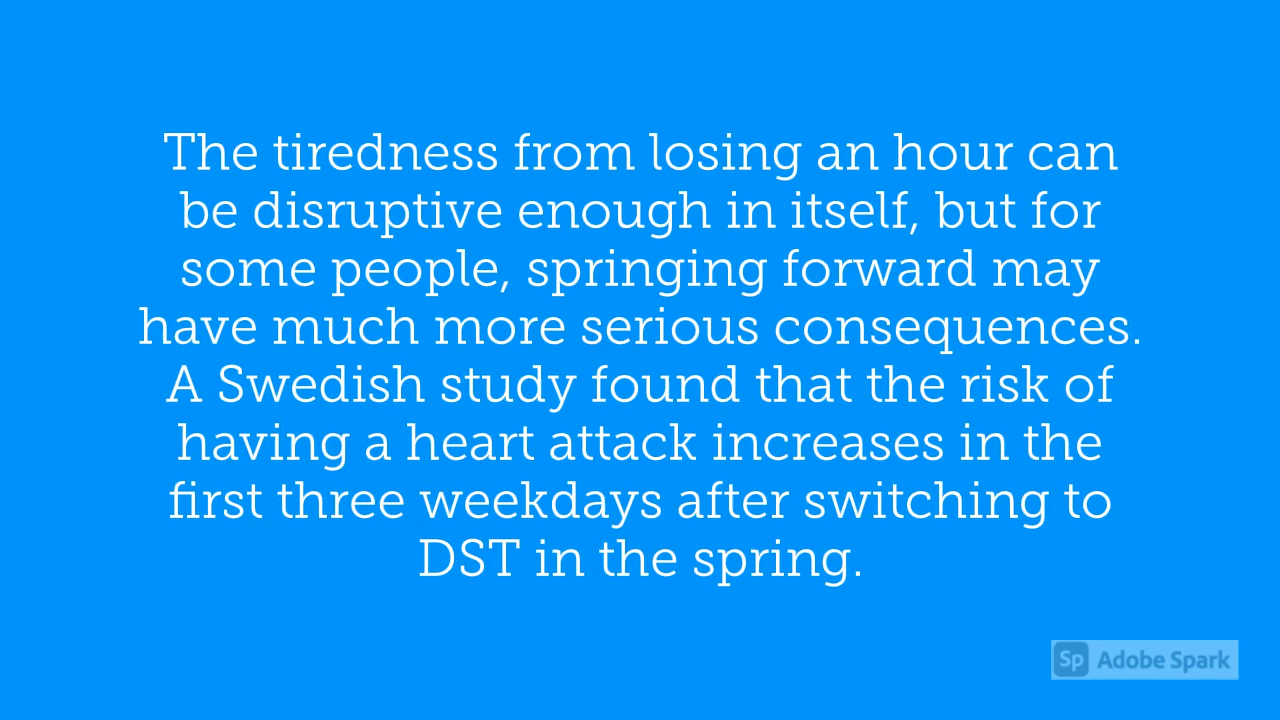 The tiredness from losing an hour can
be disruptive enough in itself, but for
some people, springing forward may
have much more serious consequences.
A Swedish study found that the risk of
having a heart attack increases in the
first three weekdays after switching to
DST in the spring.
Sp Adobe Spark